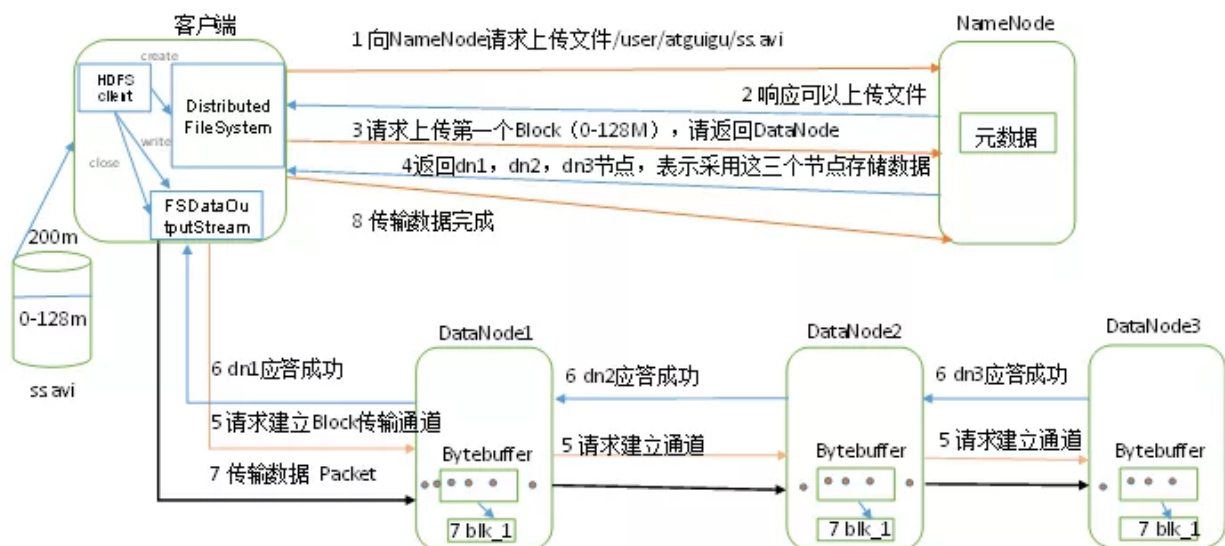 客户端
NameNode
1 向NameNode请求上传文件/user/atguigu/ss.avi
create
HDFS
client
Distributed
FileSystem
2 响应可以上传文件
3 请求上传第一个Block（0-128M），请返回DataNode
元数据
write
close
4返回dn1，dn2，dn3节点，表示采用这三个节点存储数据
FSDataOu
tputStream
8 传输数据完成
200m
0-128m
ss.avi
DataNode1
DataNode2
DataNode3
6 dn1应答成功
6 dn2应答成功
6 dn3应答成功
5 请求建立Block传输通道
5 请求建立通道
5 请求建立通道
Bytebuffer
Bytebuffer
Bytebuffer
7 传输数据 Packet
7 blk_1
7 blk_1
7 blk_1